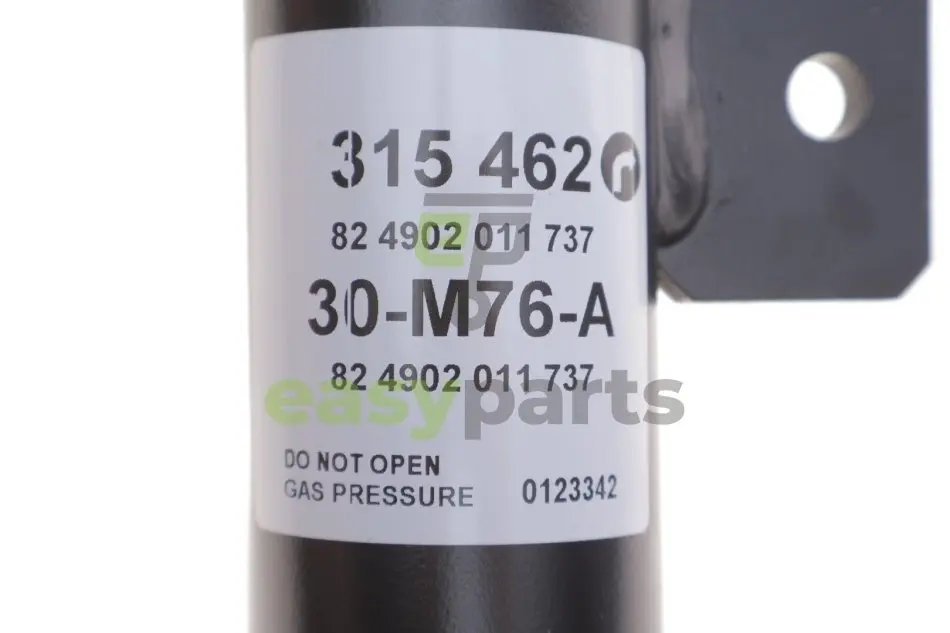 315 462
82 4902 011 737
30-M76-A
82 4902 011 737
easyparts
DO NOT OPEN
GAS PRESSURE 0123342